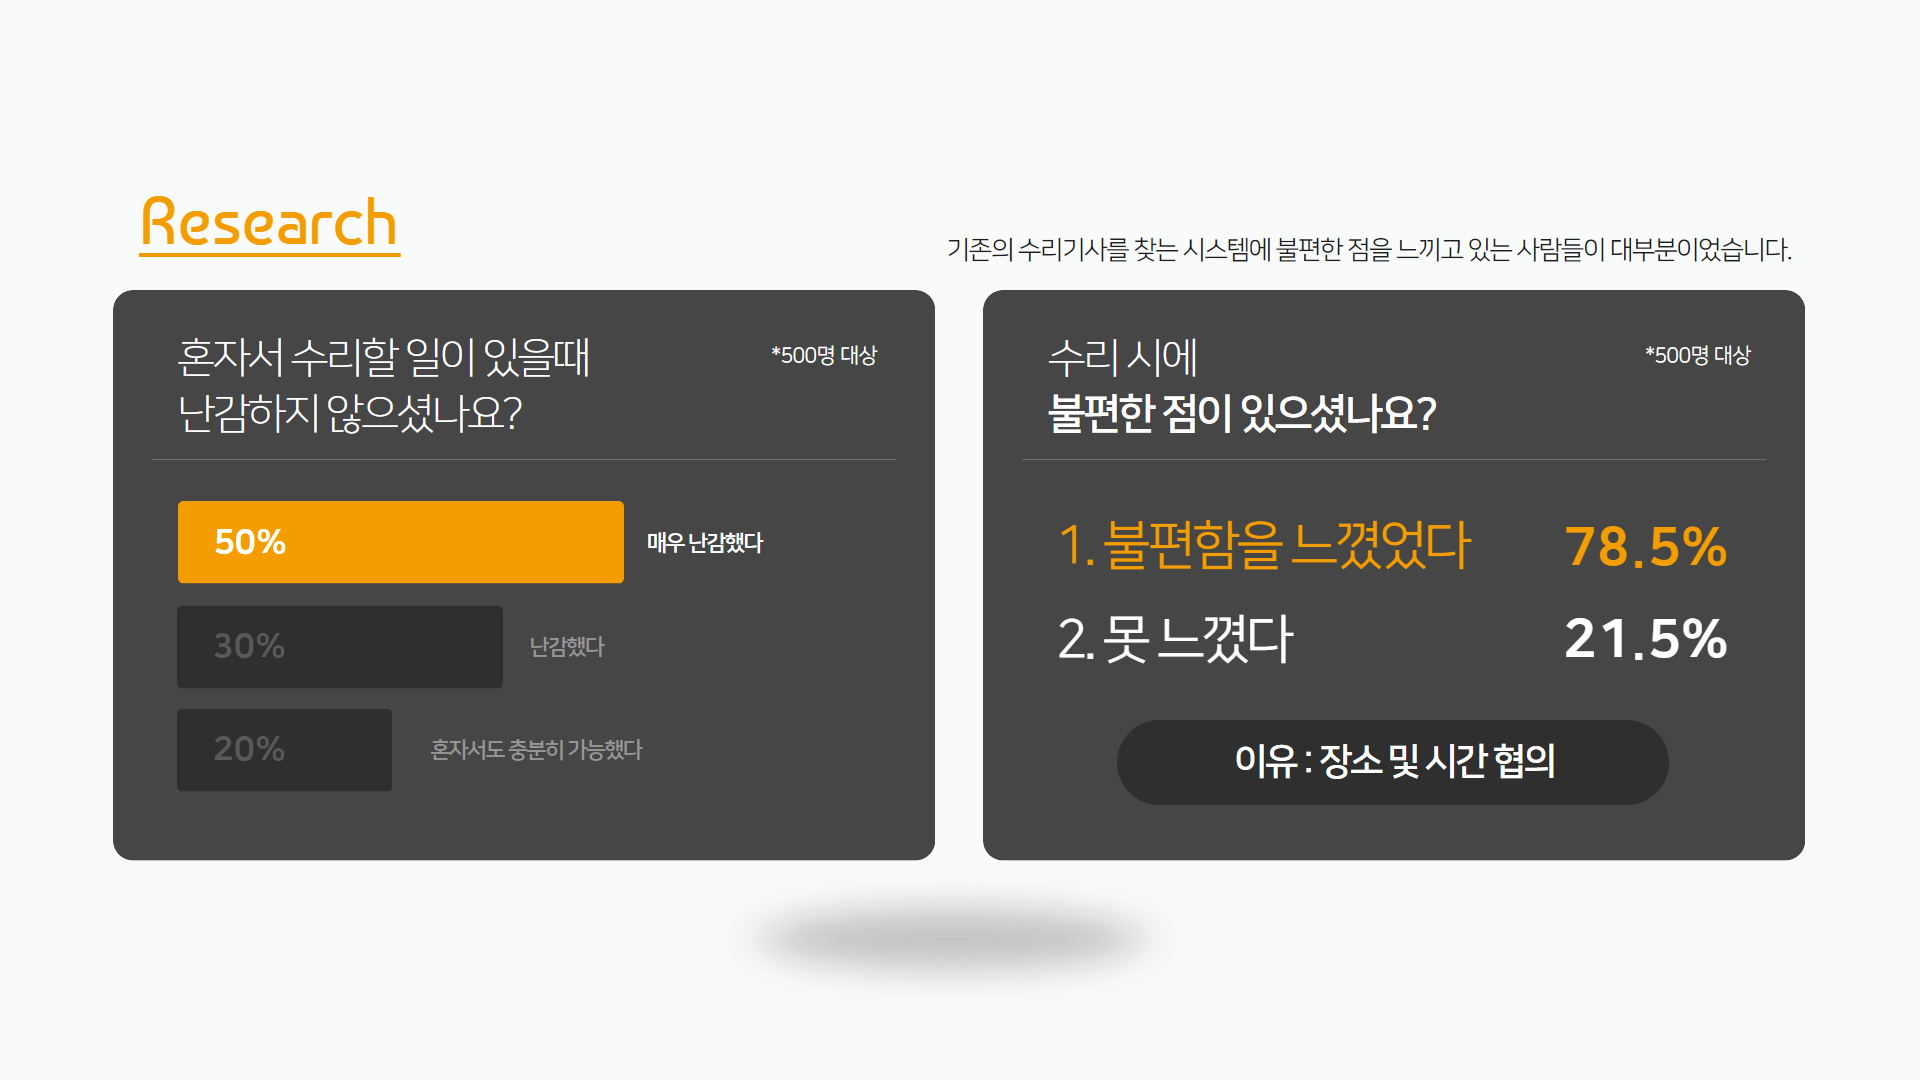 Research
기존의 수리기사를 찾는 시스템에 불편한 점을 느끼고 있는 사람들이 대부분이었습니다.
혼자서 수리할 일이 있을때
난감하지 않으셨나요?
*500명 대상
50%
매우 난감했다
30%
난감했다
20%
혼자서도 충분히 가능했다
수리 시에
불편한 점이 있으셨나요?
*500명 대상
1. 불편함을 느꼈었다 78.5%
2. 못 느꼈다 21.5%
이유 : 장소 및 시간 협의